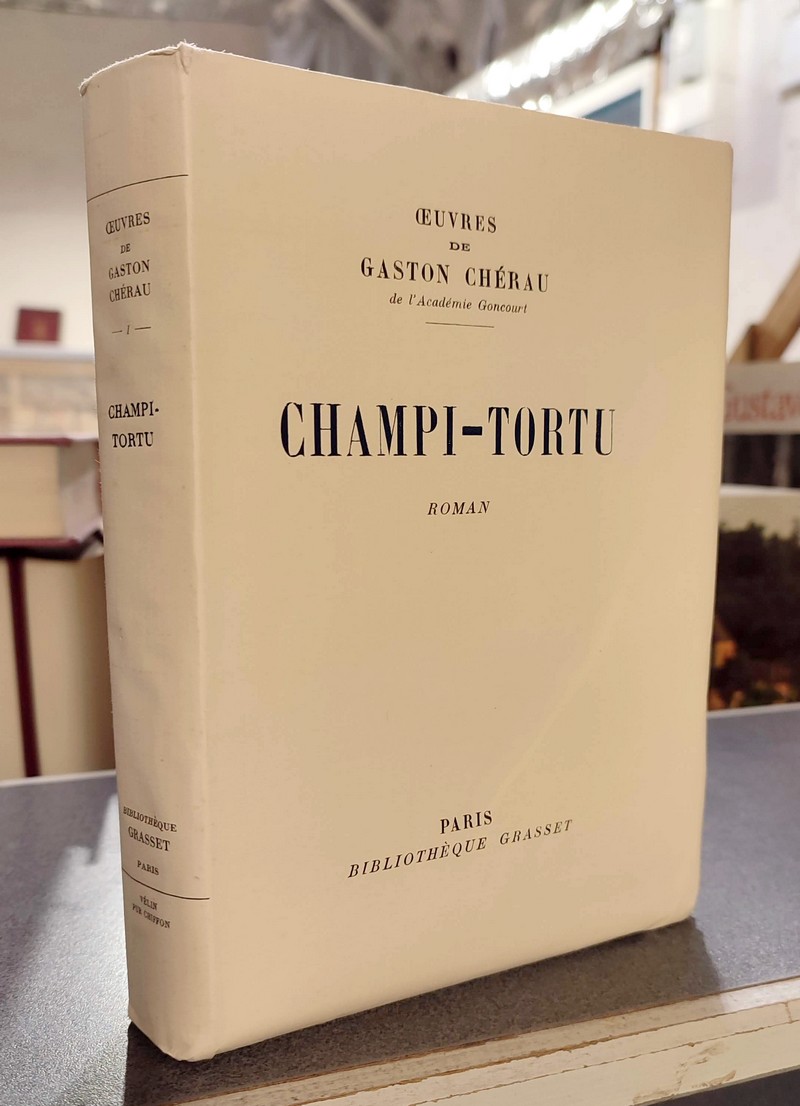 ŒUVRES
DE
GASTON
CHÉRAU
— I —
CHAMPI-
TORTU
BIBLIOTHÈQUE
GRASSET
PARIS
VÉLIN
PUR CHIFFON
ŒUVRES
DE
GASTON CHÉRAU
de l'Académie Goncourt
CHAMPI-TORTU
ROMAN
PARIS
BIBLIOTHÈQUE GRASSET
Gustave